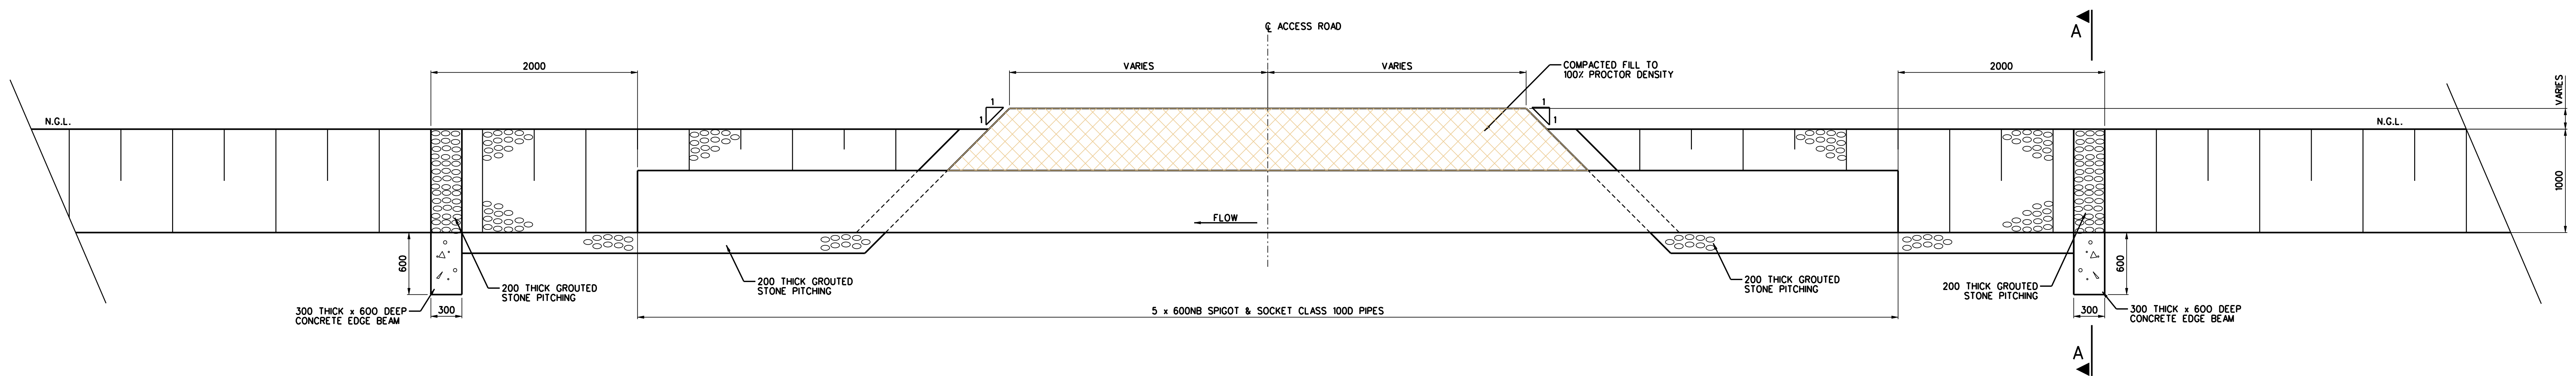 ℄ ACCESS ROAD
A
2000
VARIES
VARIES
COMPACTED FILL TO
100% PROCTOR DENSITY
2000
VARIES
1
1
1
1
N.G.L.
N.G.L.
1000
FLOW
600
600
200 THICK GROUTED
STONE PITCHING
200 THICK GROUTED
STONE PITCHING
200 THICK GROUTED
STONE PITCHING
200 THICK GROUTED
STONE PITCHING
300 THICK x 600 DEEP
CONCRETE EDGE BEAM
300
5 x 600NB SPIGOT & SOCKET CLASS 100D PIPES
300
300 THICK x 600 DEEP
CONCRETE EDGE BEAM
A